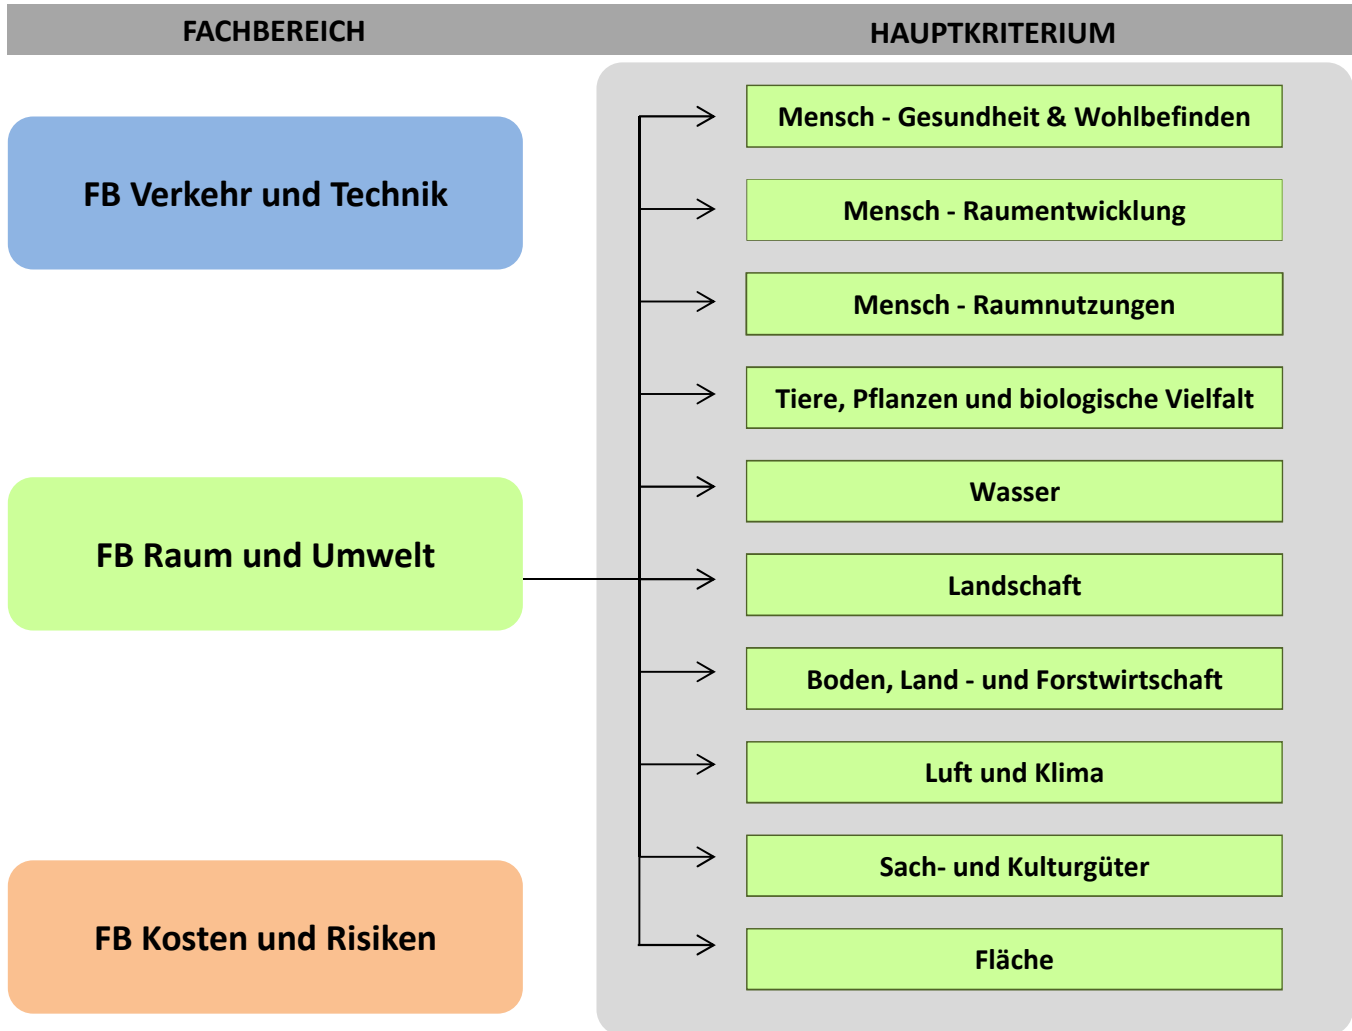 FACHBEREICH
HAUPTKRITERIUM
FB Verkehr und Technik
FB Raum und Umwelt
FB Kosten und Risiken
Mensch - Gesundheit & Wohlbefinden
Mensch - Raumentwicklung
Mensch - Raumnutzungen
Tiere, Pflanzen und biologische Vielfalt
Wasser
Landschaft
Boden, Land - und Forstwirtschaft
Luft und Klima
Sach- und Kulturgüter
Fläche